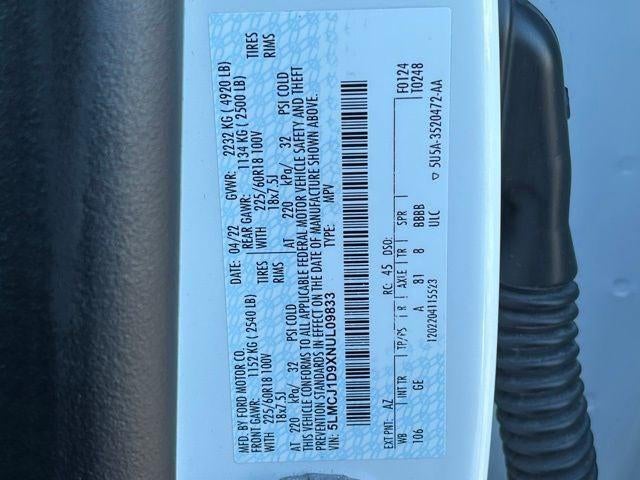 MFD. BY FORD MOTOR CO. DATE: 04/22 GVWR: 2232 KG ( 4920 LB)
FRONT GAWR: 1152 KG ( 2540 LB) REAR GAWR: 1134 KG ( 2500 LB)
WITH 225/60R18 100V TIRES WITH 225/60R18 100V TIRES
18x7.5J RIMS 18x7.5J RIMS
AT 220 kPa/ 32 PSI COLD AT 220 kPa/ 32 PSI COLD
THIS VEHICLE CONFORMS TO ALL APPLICABLE FEDERAL MOTOR VEHICLE SAFETY AND THEFT
PREVENTION STANDARDS IN EFFECT ON THE DATE OF MANUFACTURE SHOWN ABOVE.
VIN: 5LMCJ1D9XNUL09833 TYPE: MPV
F0124
T0248
EXT PNT: AZ RC: 45 DSO:
WB INT TR TP/PS R AXLE TR SPR
106 GE A 81 8 BBBB
ULC
1202204115523 5U5A-3520472-AA